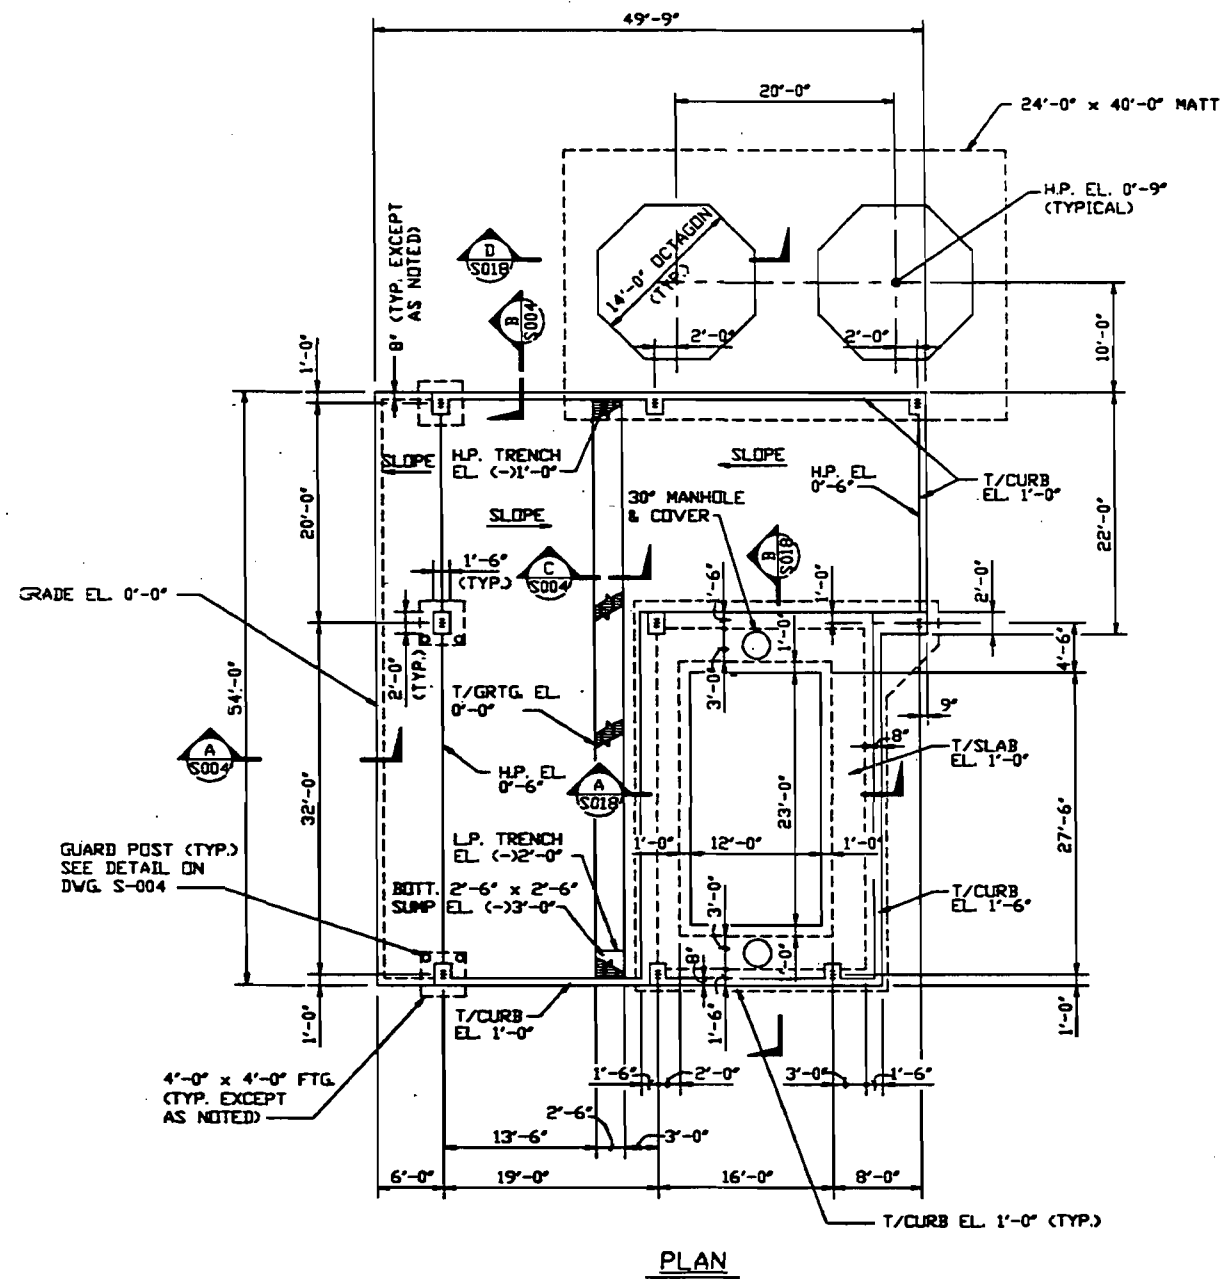 49'-9"
20'-0"
24'-0" x 40'-0" MATT
H.P. EL. 0'-9"
(TYPICAL)
8" (TYP. EXCEPT
AS NOTED)
D
S018
B
S004
14'-0" OCTAGON
(TYP.)
2'-0"
2'-0"
10'-0"
1'-0"
SLOPE
H.P. TRENCH
EL. (-)1'-0"
SLOPE
H.P. EL.
0'-6"
T/CURB
EL. 1'-0"
30" MANHOLE
& COVER
20'-0"
SLOPE
22'-0"
B
S018
1'-6"
(TYP.)
C
S004
1'-6"
1'-0"
2'-0"
GRADE EL. 0'-0"
2'-0"
(TYP.)
3'-0"
1'-0"
4'-6"
54'-0"
T/GRTG. EL.
0'-0"
9"
8"
A
S004
T/SLAB
EL. 1'-0"
H.P. EL.
0'-6"
A
S018
32'-0"
23'-0"
27'-6"
GUARD POST (TYP.)
SEE DETAIL ON
DWG. S-004
L.P. TRENCH
EL. (-)2'-0"
1'-0"
12'-0"
1'-0"
BOTT. 2'-6" x 2'-6"
SUMP EL. (-)3'-0"
3'-0"
T/CURB
EL. 1'-6"
8"
1'-0"
1'-0"
T/CURB
EL. 1'-0"
1'-6"
1'-0"
4'-0" x 4'-0" FTG.
(TYP. EXCEPT
AS NOTED)
1'-6"
2'-0"
3'-0"
1'-6"
2'-6"
13'-6"
3'-0"
6'-0"
19'-0"
16'-0"
8'-0"
T/CURB EL. 1'-0" (TYP.)
PLAN